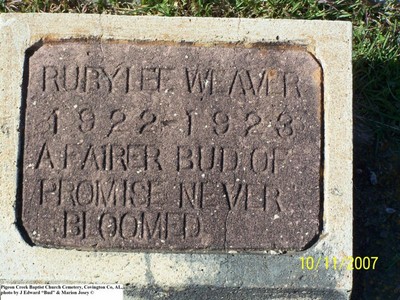 RUBY LEE WEAVER
1922-1923
A FAIRER BUD OF
PROMISE NEVER
BLOOMED
10/11/2007
Pigeon Creek Baptist Church Cemetery, Covington Co, AL.,
photo by J Edward "Bud" & Marion Josey ©